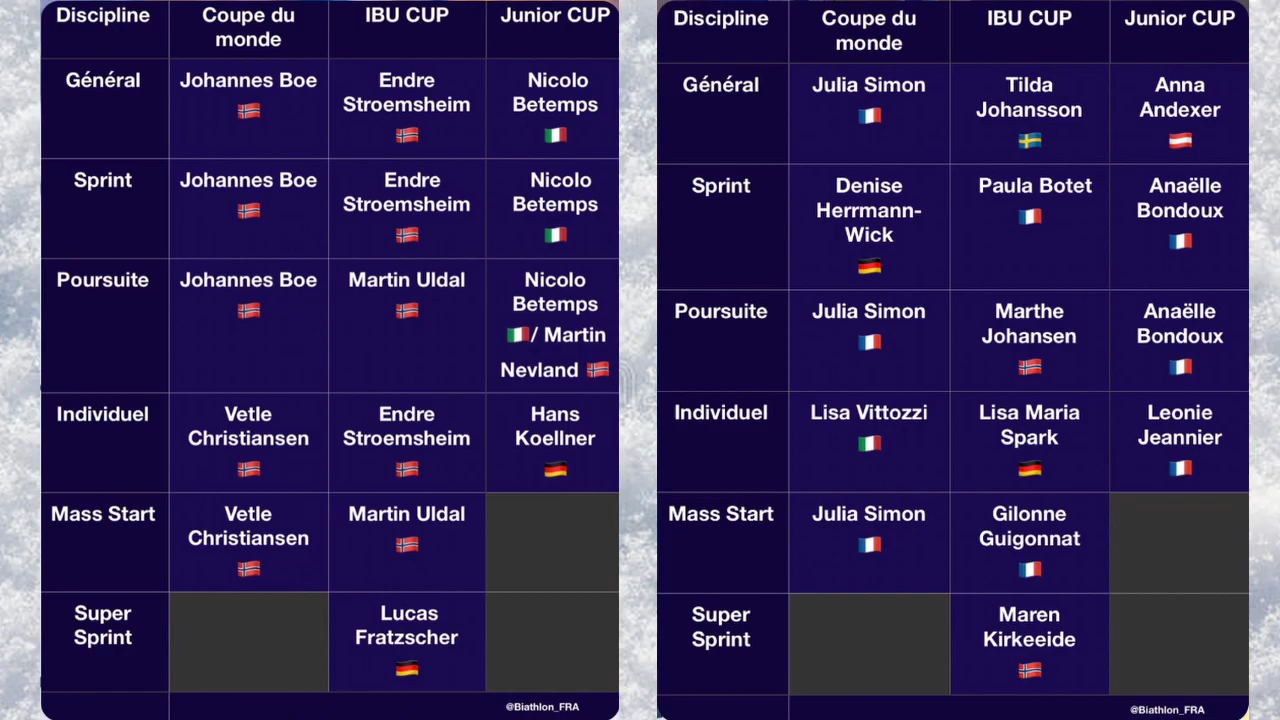 Discipline
Coupe du
monde
IBU CUP
Junior CUP
Général
Johannes Boe
Endre
Stroemsheim
Nicolo
Betemps
Sprint
Johannes Boe
Endre
Stroemsheim
Nicolo
Betemps
Poursuite
Johannes Boe
Martin Uldal
Nicolo
Betemps
/ Martin
Nevland
Individuel
Vetle
Christiansen
Endre
Stroemsheim
Hans
Koellner
Mass Start
Vetle
Christiansen
Martin Uldal
Super
Sprint
Lucas
Fratzscher
@Biathlon_FRA
Discipline
Coupe du
monde
IBU CUP
Junior CUP
Général
Julia Simon
Tilda
Johansson
Anna
Andexer
Sprint
Denise
Herrmann-
Wick
Paula Botet
Anaëlle
Bondoux
Poursuite
Julia Simon
Marthe
Johansen
Anaëlle
Bondoux
Individuel
Lisa Vittozzi
Lisa Maria
Spark
Leonie
Jeannier
Mass Start
Julia Simon
Gilonne
Guigonnat
Super
Sprint
Maren
Kirkeeide
@Biathlon_FRA